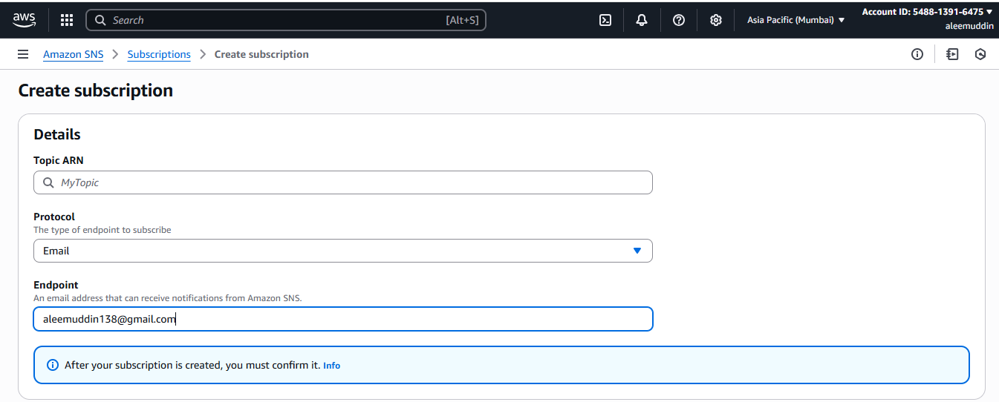 aws
Search [Alt+S]
Asia Pacific (Mumbai)
Account ID: 5488-1391-6475
aleemuddin
Amazon SNS > Subscriptions > Create subscription
Create subscription
Details
Topic ARN
MyTopic
Protocol
The type of endpoint to subscribe
Email
Endpoint
An email address that can receive notifications from Amazon SNS.
aleemuddin138@gmail.com
After your subscription is created, you must confirm it. Info